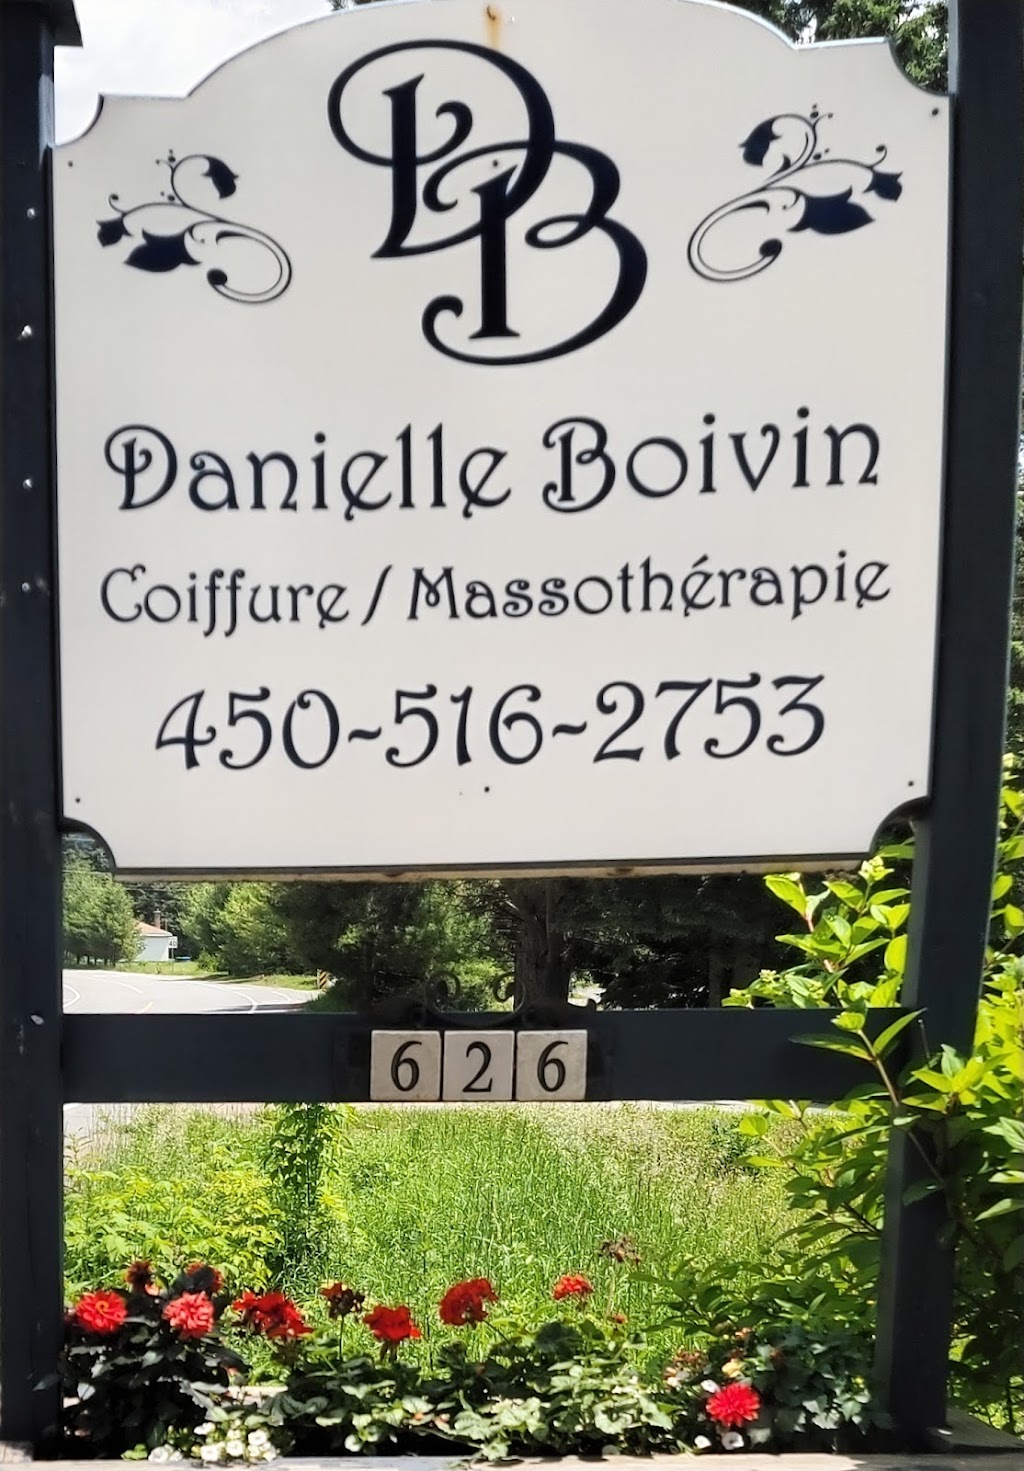 DB
Danielle Boivin
Coiffure / Massothérapie
450-516-2753
626